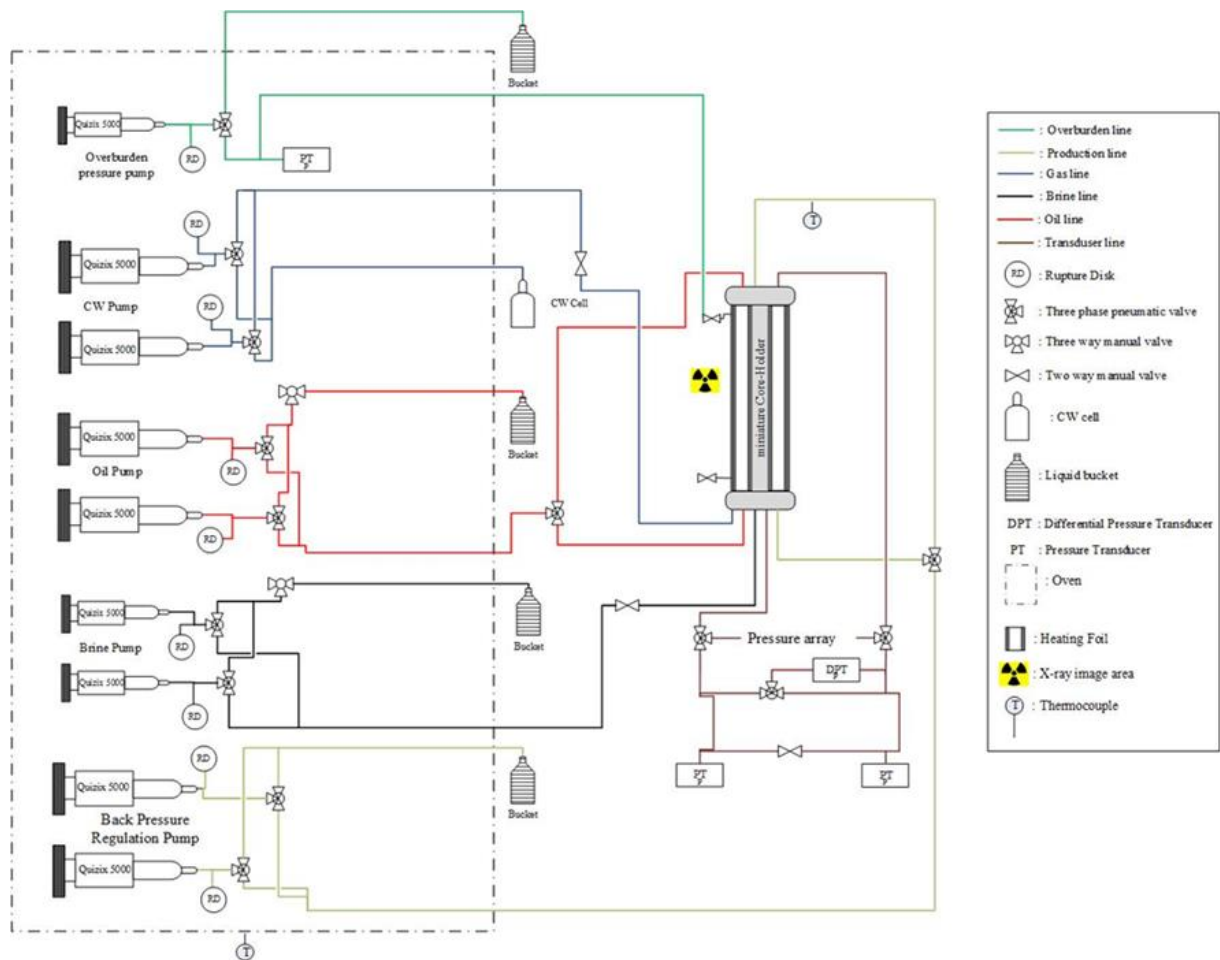 Bucket
Quizix 5000
RD
Overburden
pressure pump
PT
P
RD
Quizix 5000
CW Pump
RD
Quizix 5000
CW Cell
Quizix 5000
RD
Oil Pump
Bucket
Quizix 5000
RD
Quizix 5000
RD
Brine Pump
Bucket
Quizix 5000
RD
RD
Quizix 5000
Back Pressure
Regulation Pump
Bucket
Quizix 5000
RD
T
T
miniature Core-Holder
Pressure array
DPT
P
PT
P
PT
P
: Overburden line
: Production line
: Gas line
: Brine line
: Oil line
: Transduser line
RD : Rupture Disk
: Three phase pneumatic valve
: Three way manual valve
: Two way manual valve
: CW cell
: Liquid bucket
DPT : Differential Pressure Transducer
PT : Pressure Transducer
: Oven
: Heating Foil
: X-ray image area
T : Thermocouple